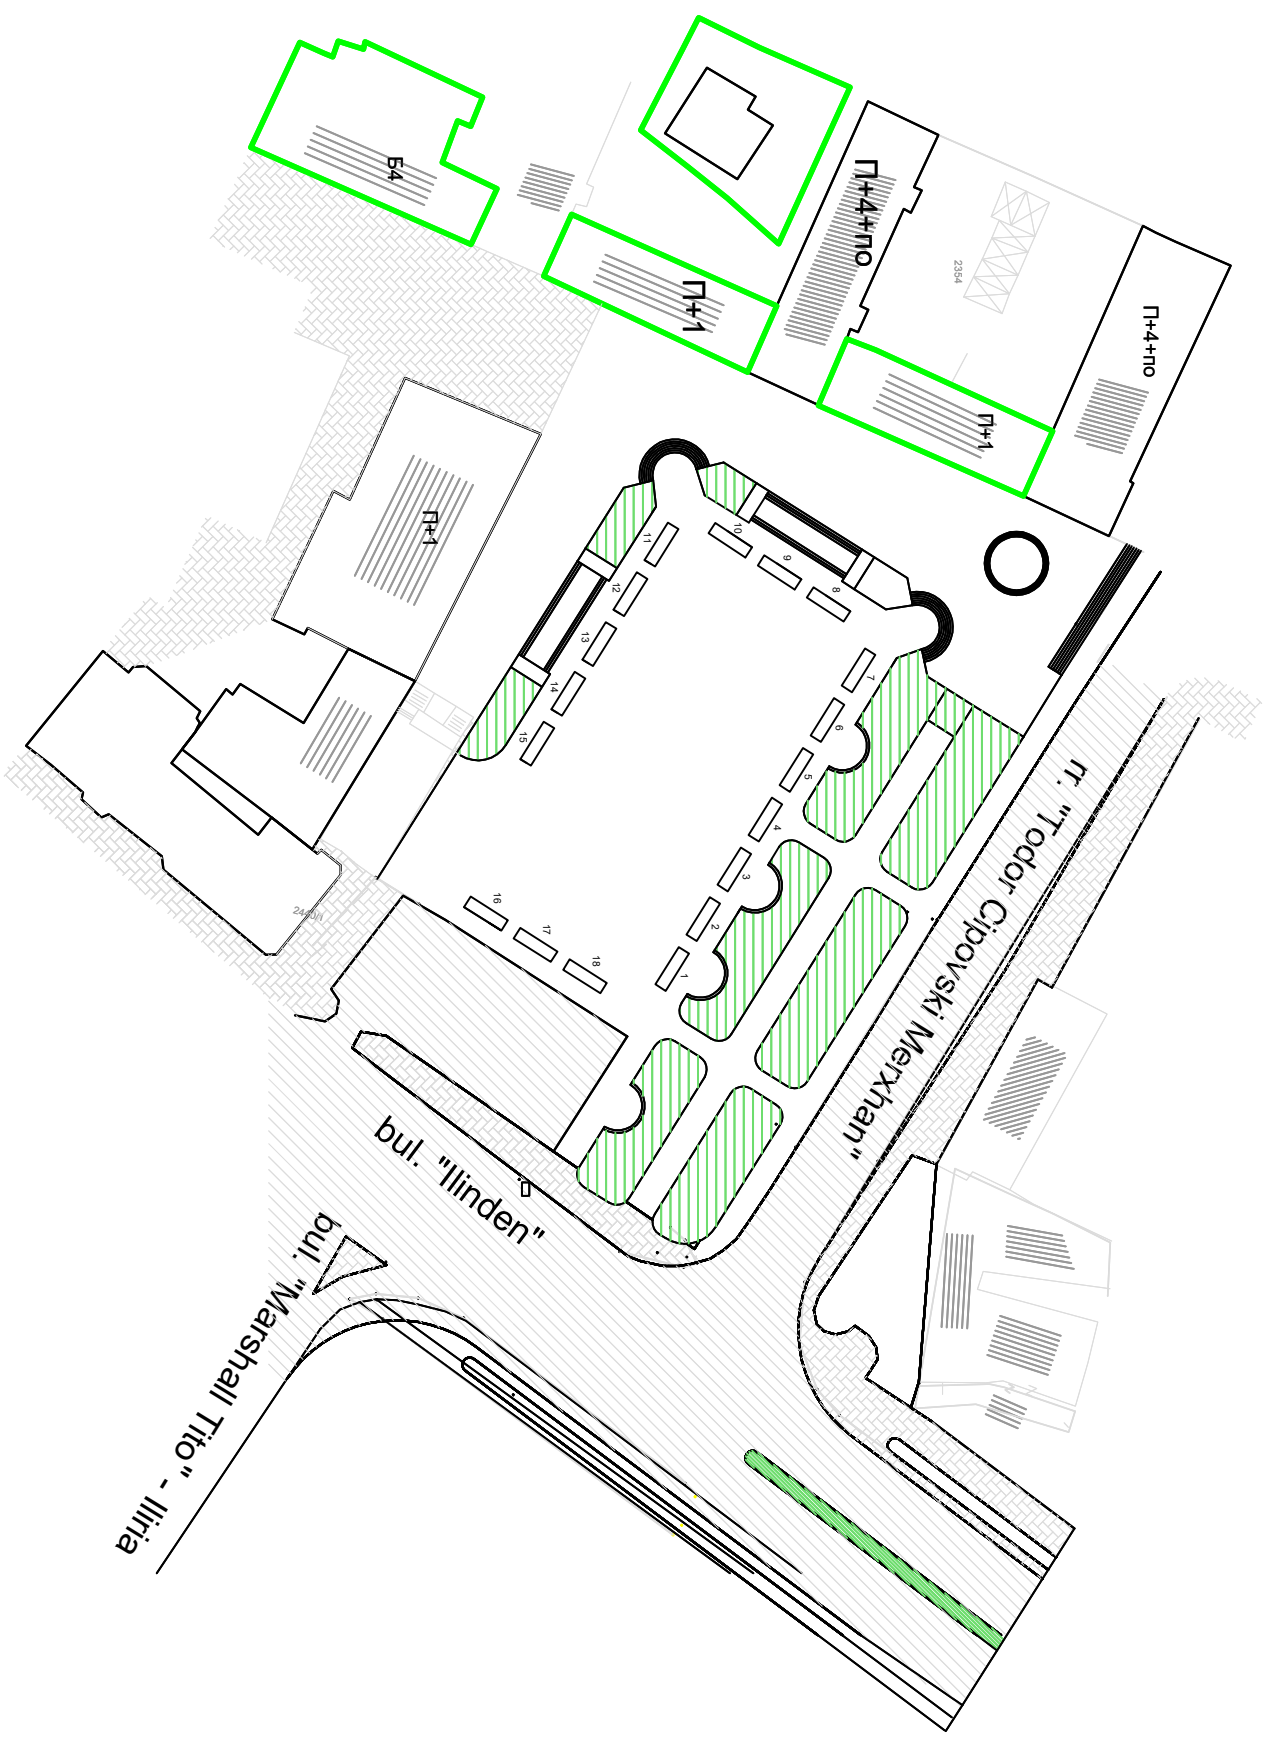 Б4
П+4+по
2354
П+1
П+4+по
П+1
П+1
10
9
8
11
12
13
14
15
7
6
5
4
3
2
1
16
17
18
rr. "Todor Cipovski Merxhan"
bul. "Ilinden"
bul. "Marshall Tito" - Iliria